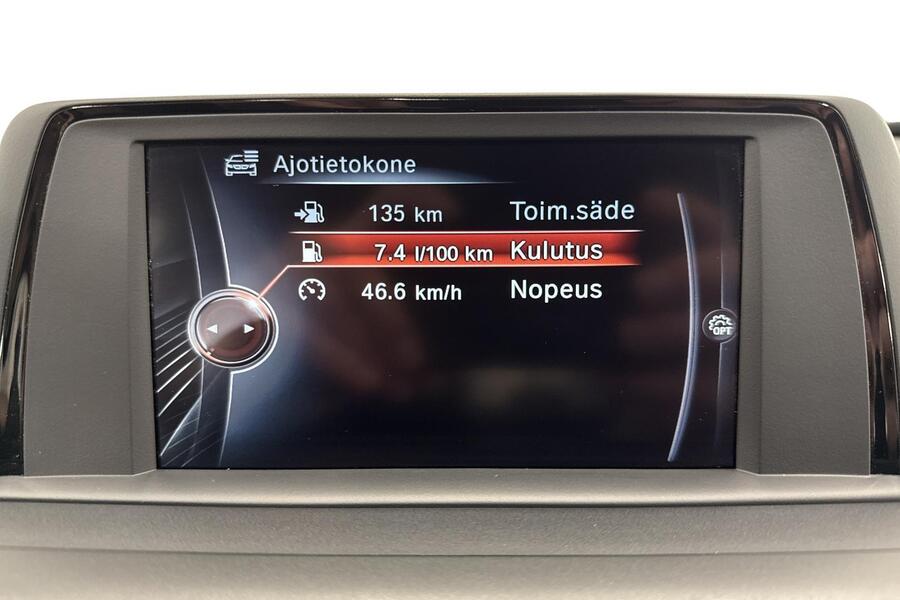 Ajotietokone
135 km Toim.säde
7.4 l/100 km Kulutus
46.6 km/h Nopeus
OPT